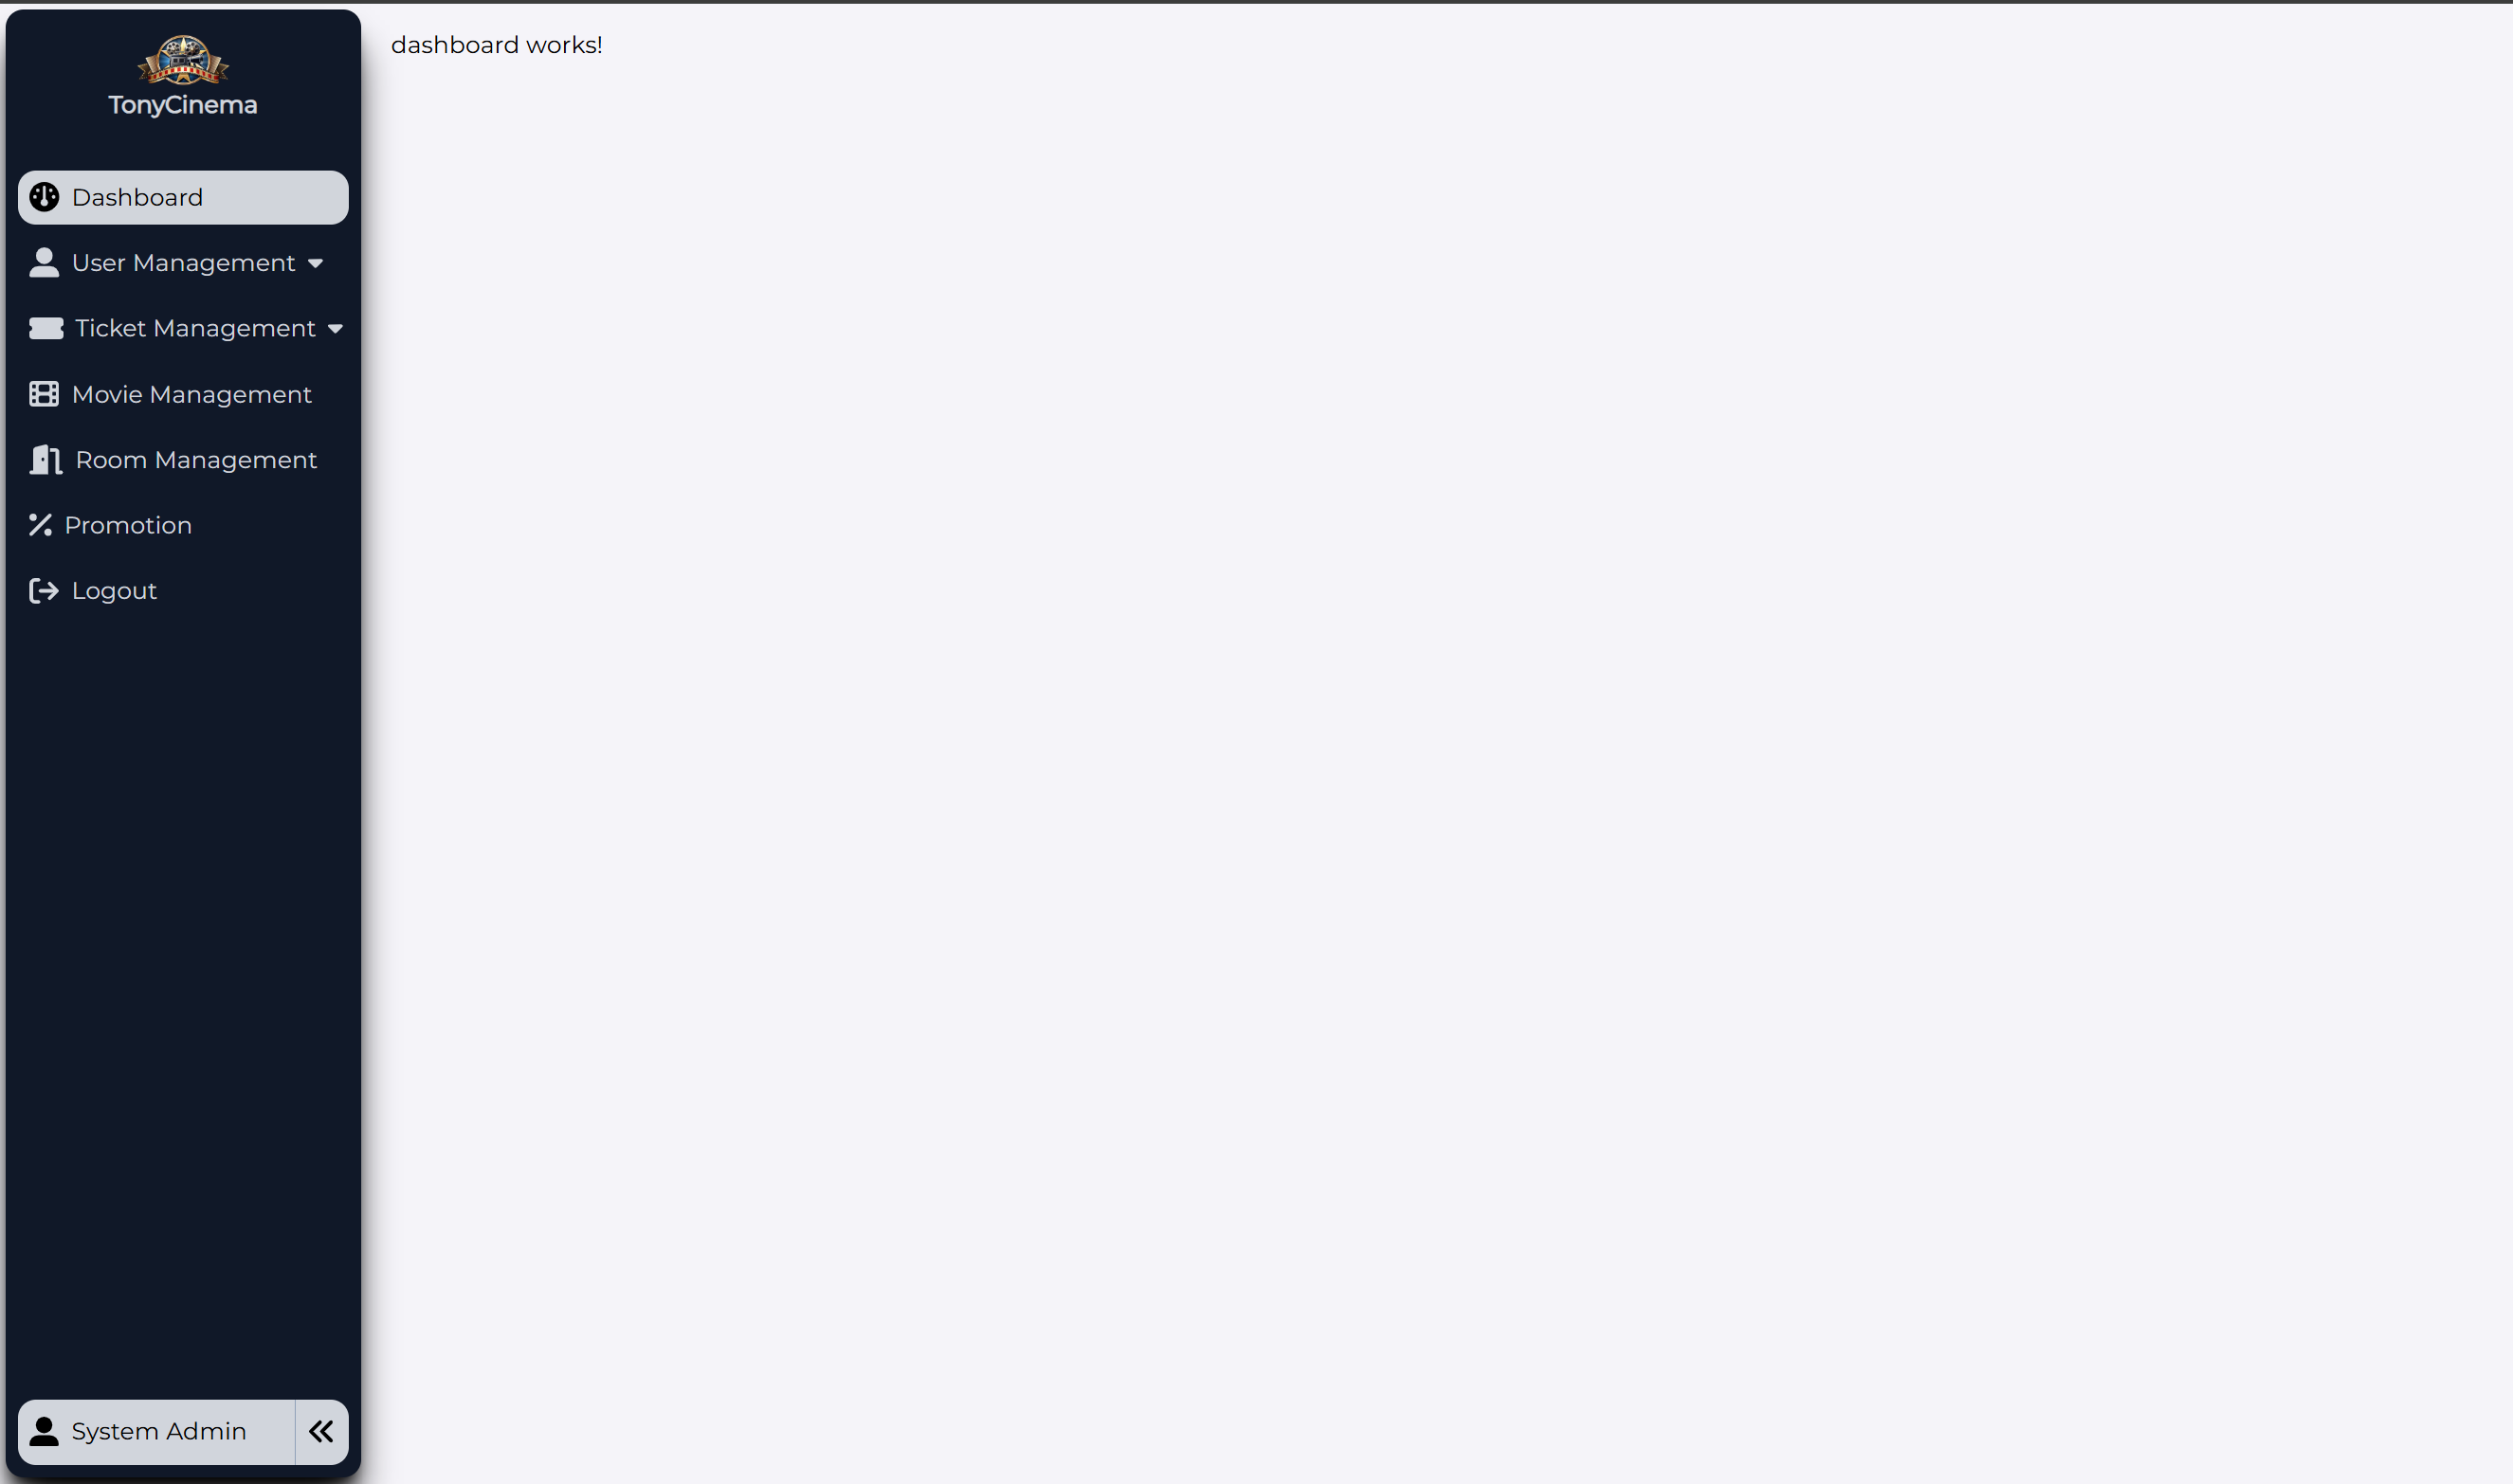 TonyCinema
Dashboard
User Management
Ticket Management
Movie Management
Room Management
Promotion
Logout
System Admin
dashboard works!